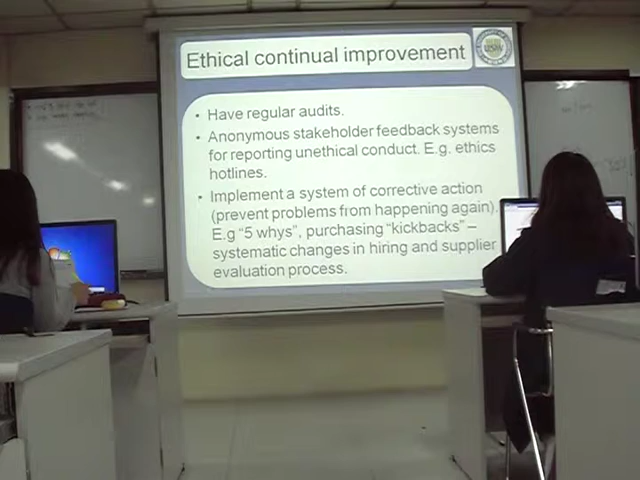 Ethical continual improvement
• Have regular audits.
• Anonymous stakeholder feedback systems
for reporting unethical conduct. E.g. ethics
hotlines.
• Implement a system of corrective action
(prevent problems from happening again).
E.g “5 whys”, purchasing “kickbacks” –
systematic changes in hiring and supplier
evaluation process.